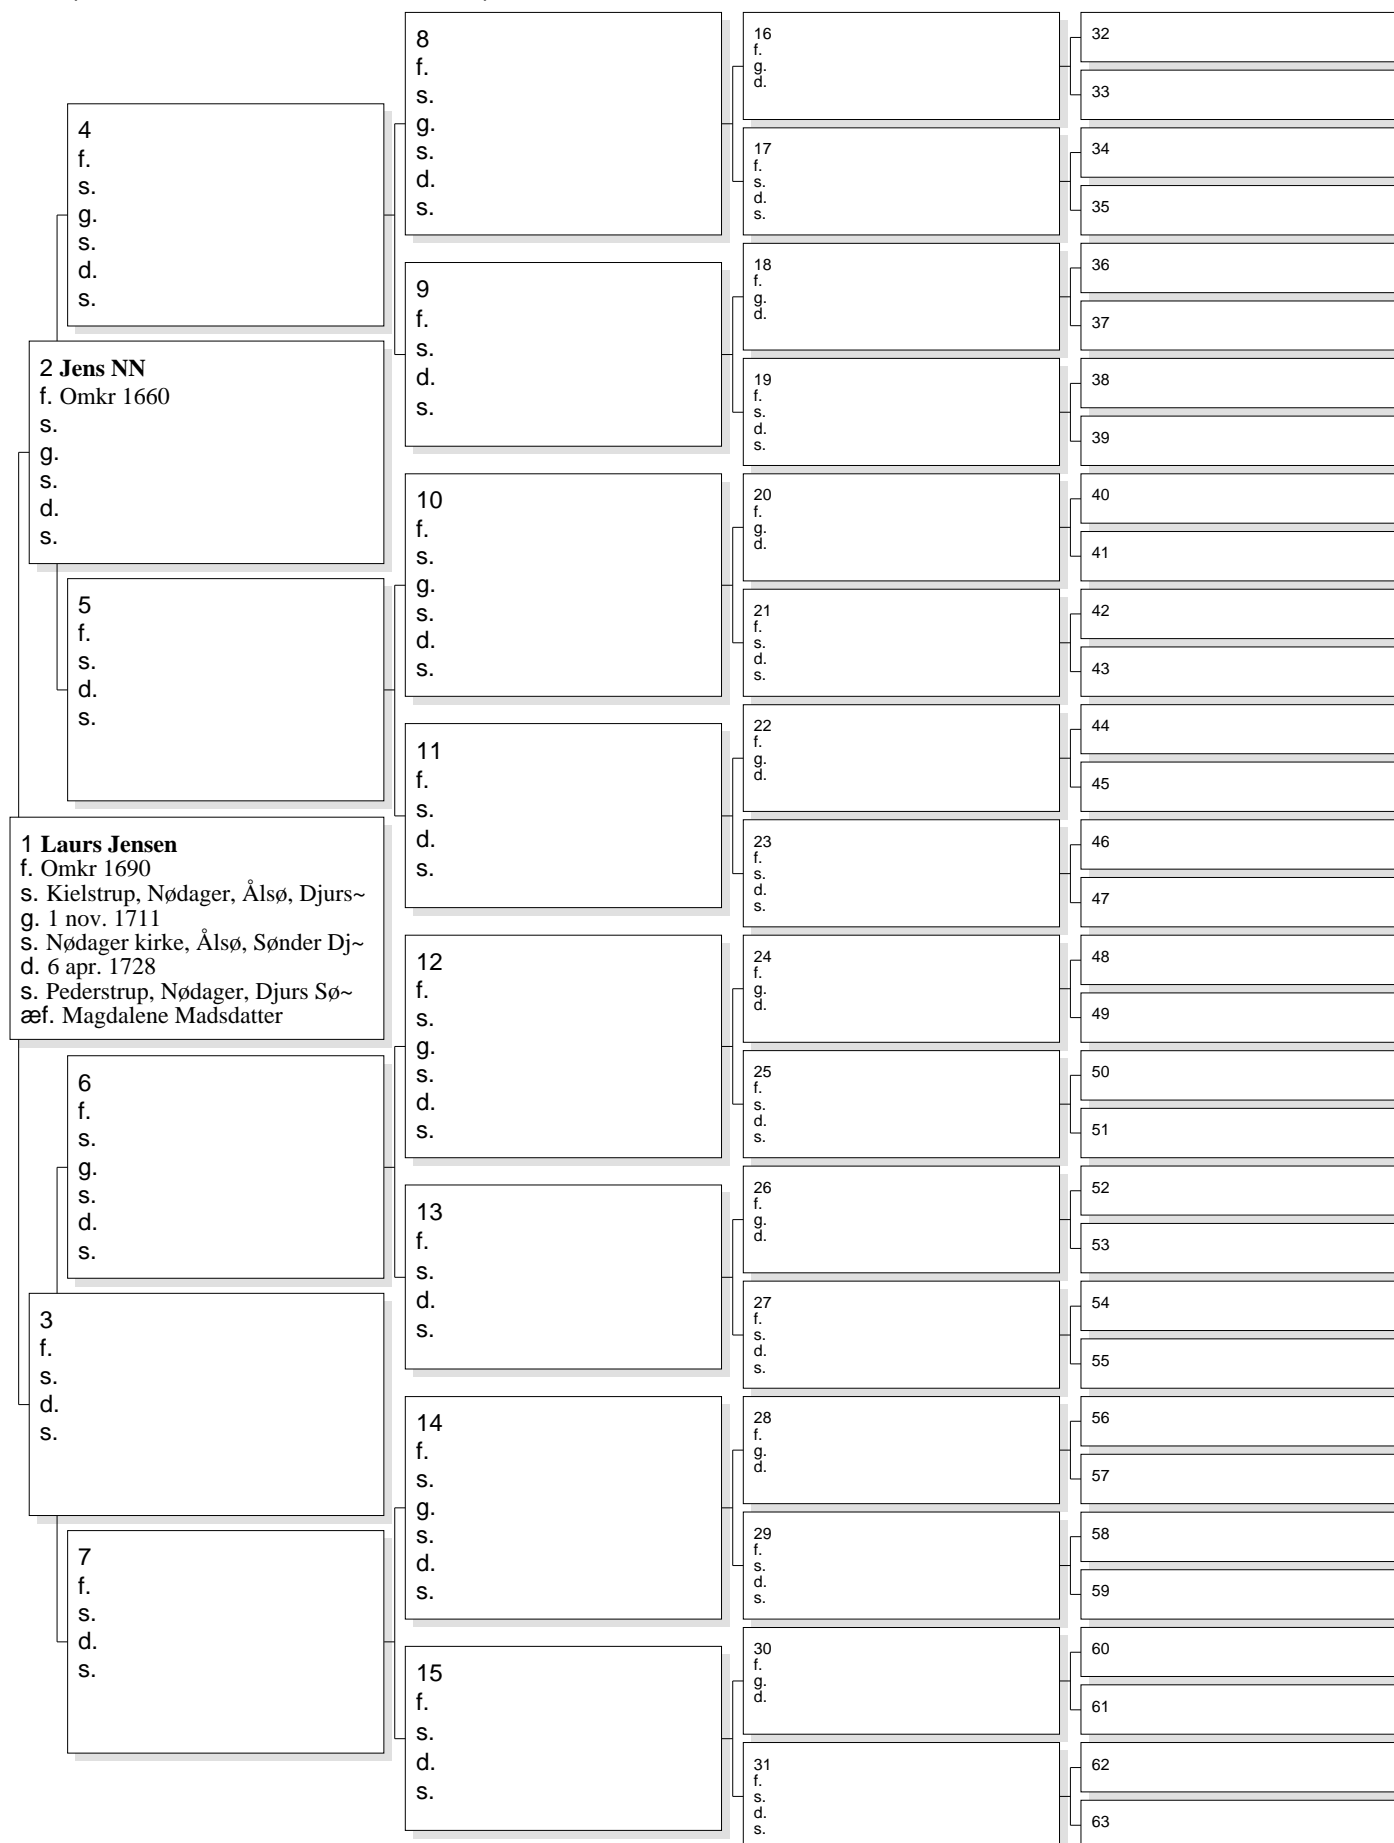 4
f.
s.
g.
s.
d.
s.
2 Jens NN
f. Omkr 1660
s.
g.
s.
d.
s.
5
f.
s.
d.
s.
1 Laurs Jensen
f. Omkr 1690
s. Kielstrup, Nødager, Ålsø, Djurs~
g. 1 nov. 1711
s. Nødager kirke, Ålsø, Sønder Dj~
d. 6 apr. 1728
s. Pederstrup, Nødager, Djurs Sø~
æf. Magdalene Madsdatter
6
f.
s.
g.
s.
d.
s.
3
f.
s.
d.
s.
7
f.
s.
d.
s.
8
f.
s.
g.
s.
d.
s.
9
f.
s.
d.
s.
10
f.
s.
g.
s.
d.
s.
11
f.
s.
d.
s.
12
f.
s.
g.
s.
d.
s.
13
f.
s.
d.
s.
14
f.
s.
g.
s.
d.
s.
15
f.
s.
d.
s.
16
f.
g.
d.
17
f.
s.
d.
s.
18
f.
g.
d.
19
f.
s.
d.
s.
20
f.
g.
d.
21
f.
s.
d.
s.
22
f.
g.
d.
23
f.
s.
d.
s.
24
f.
g.
d.
25
f.
s.
d.
s.
26
f.
g.
d.
27
f.
s.
d.
s.
28
f.
g.
d.
29
f.
s.
d.
s.
30
f.
g.
d.
31
f.
s.
d.
s.
32
33
34
35
36
37
38
39
40
41
42
43
44
45
46
47
48
49
50
51
52
53
54
55
56
57
58
59
60
61
62
63